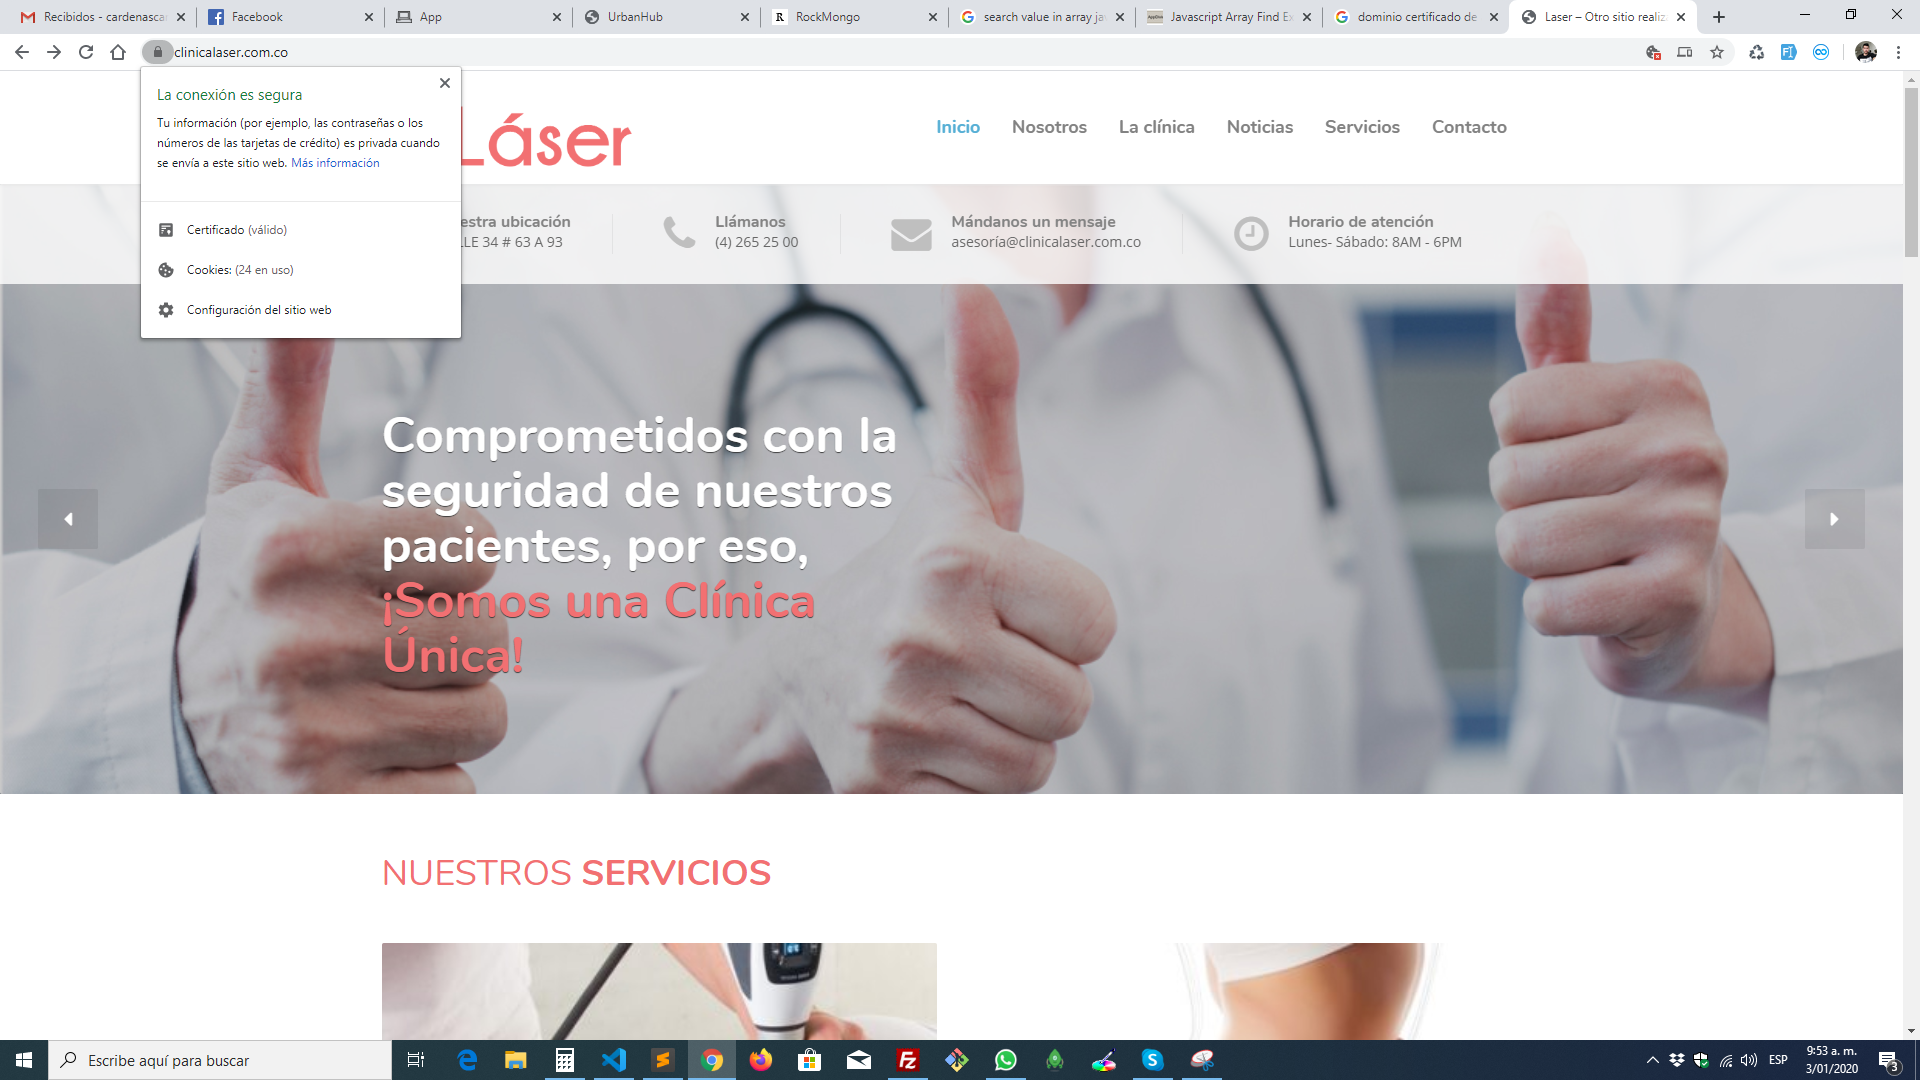 Recibidos - cardenasca
Facebook
App
UrbanHub
RockMongo
search value in array ja
Javascript Array Find Ex
dominio certificado de
Laser – Otro sitio realiz
clinicalaser.com.co
La conexión es segura
Tu información (por ejemplo, las contraseñas o los
números de las tarjetas de crédito) es privada cuando
se envía a este sitio web. Más información
Certificado (válido)
Cookies: (24 en uso)
Configuración del sitio web
Láser
Inicio Nosotros La clínica Noticias Servicios Contacto
estra ubicación
LLE 34 # 63 A 93
Llámanos
(4) 265 25 00
Mándanos un mensaje
asesoría@clinicalaser.com.co
Horario de atención
Lunes- Sábado: 8AM - 6PM
Comprometidos con la
seguridad de nuestros
pacientes, por eso,
¡Somos una Clínica
Única!
NUESTROS SERVICIOS
Escribe aquí para buscar
ESP
9:53 a. m.
3/01/2020
3